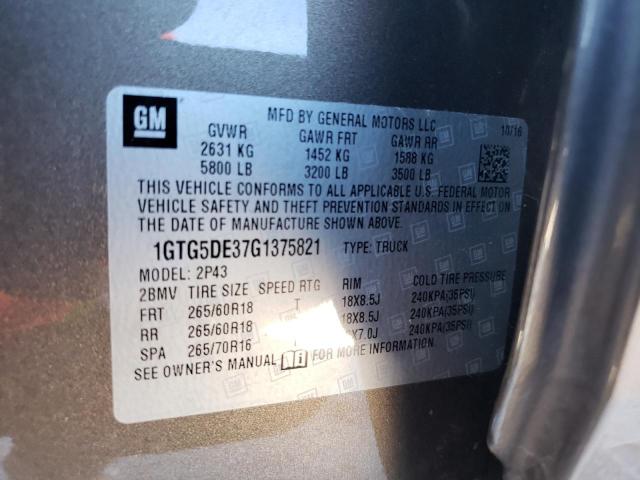 GM
MFD BY GENERAL MOTORS LLC
10/16
GVWR GAWR FRT GAWR RR
2631 KG 1452 KG 1588 KG
5800 LB 3200 LB 3500 LB
THIS VEHICLE CONFORMS TO ALL APPLICABLE U.S. FEDERAL MOTOR
VEHICLE SAFETY AND THEFT PREVENTION STANDARDS IN EFFECT ON
THE DATE OF MANUFACTURE SHOWN ABOVE.
1GTG5DE37G1375821 TYPE: TRUCK
MODEL: 2P43
2BMV TIRE SIZE SPEED RTG RIM COLD TIRE PRESSURE
FRT 265/60R18 T 18X8.5J 240KPA(35PSI)
RR 265/60R18 18X8.5J 240KPA(35PSI)
SPA 265/70R16 X7.0J 240KPA(35PSI)
SEE OWNER'S MANUAL FOR MORE INFORMATION.